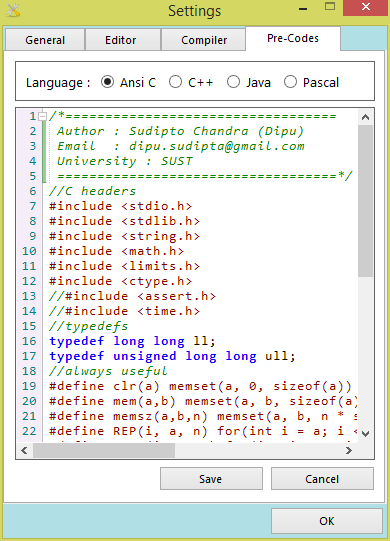 Settings
General Editor Compiler Pre-Codes
Language : Ansi C C++ Java Pascal
1 /*==================================
2 Author : Sudipto Chandra (Dipu)
3 Email : dipu.sudipta@gmail.com
4 University : SUST
5 ===================================*/
6 //C headers
7 #include <stdio.h>
8 #include <stdlib.h>
9 #include <string.h>
10 #include <math.h>
11 #include <limits.h>
12 #include <ctype.h>
13 //#include <assert.h>
14 //#include <time.h>
15 //typedefs
16 typedef long long ll;
17 typedef unsigned long long ull;
18 //always useful
19 #define clr(a) memset(a, 0, sizeof(a))
20 #define mem(a,b) memset(a, b, sizeof(a)
21 #define memsz(a,b,n) memset(a, b, n * s
22 #define REP(i, a, n) for(int i = a; i <
Save Cancel
OK